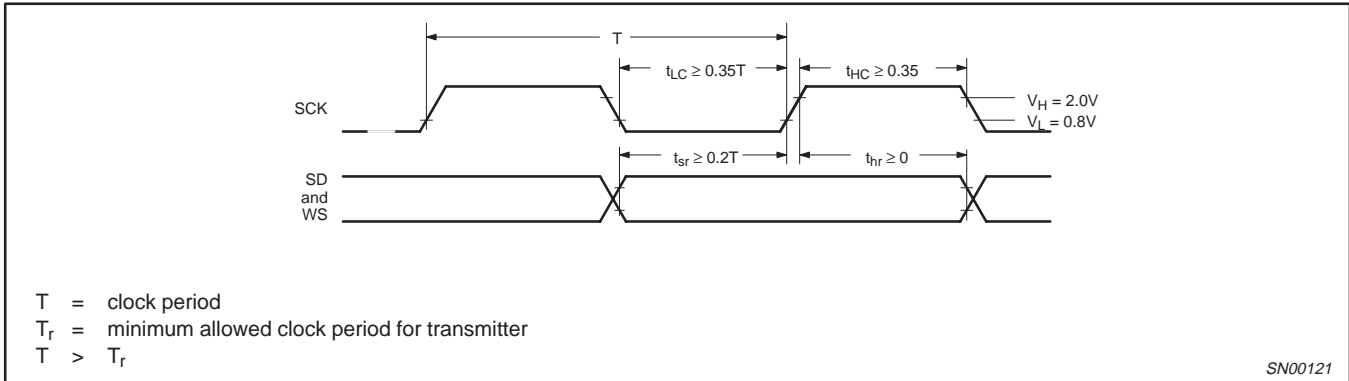 T
t_LC ≥ 0.35T
t_HC ≥ 0.35
SCK
V_H = 2.0V
V_L = 0.8V
t_sr ≥ 0.2T
t_hr ≥ 0
SD
and
WS
T = clock period
T_r = minimum allowed clock period for transmitter
T > T_r
SN00121